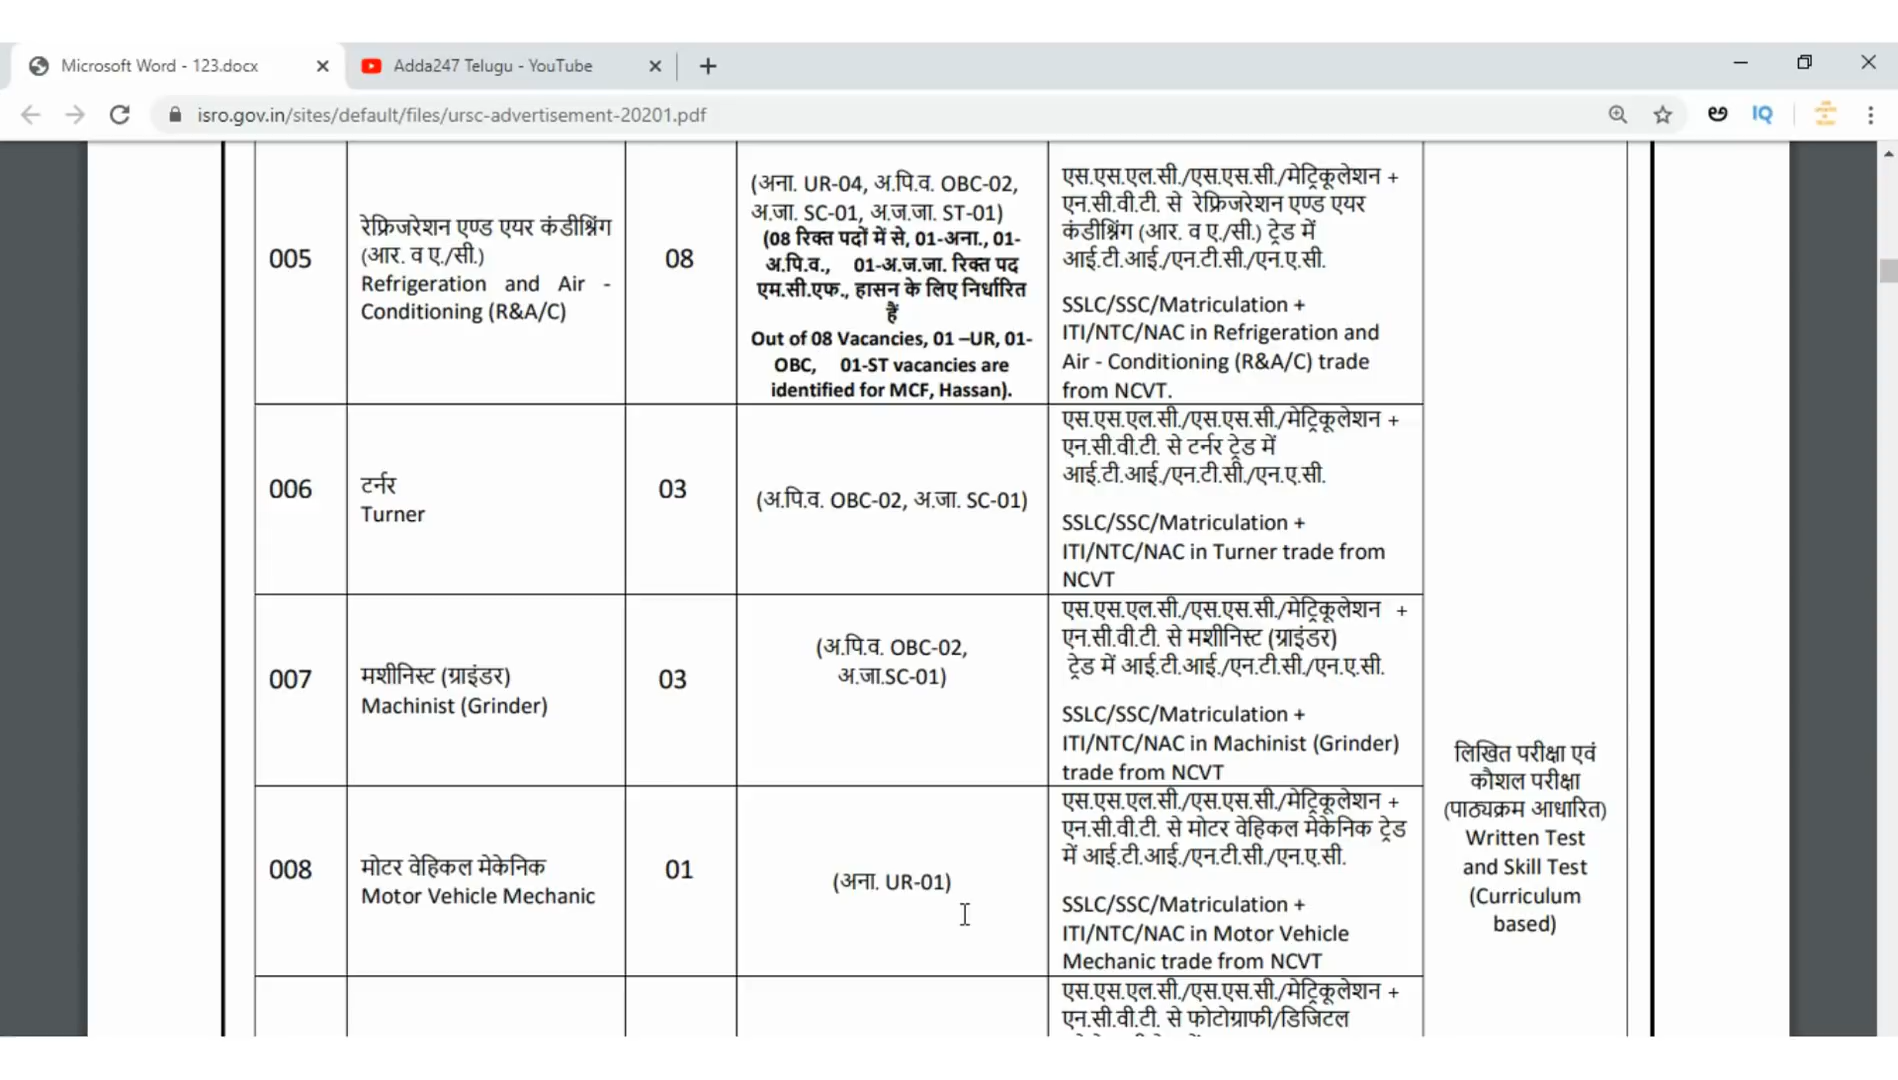 Microsoft Word - 123.docx
Adda247 Telugu - YouTube
isro.gov.in/sites/default/files/ursc-advertisement-20201.pdf
IQ
005
रेफ्रिजरेशन एण्ड एयर कंडीश्निंग
(आर. व ए./सी.)
Refrigeration and Air -
Conditioning (R&A/C)
08
(अना. UR-04, अ.पि.व. OBC-02,
अ.जा. SC-01, अ.ज.जा. ST-01)
(08 रिक्त पदों में से, 01-अना., 01-
अ.पि.व., 01-अ.ज.जा. रिक्त पद
एम.सी.एफ., हासन के लिए निर्धारित
हैं
Out of 08 Vacancies, 01 –UR, 01-
OBC, 01-ST vacancies are
identified for MCF, Hassan).
एस.एस.एल.सी./एस.एस.सी./मेट्रिकूलेशन +
एन.सी.वी.टी. से रेफ्रिजरेशन एण्ड एयर
कंडीश्निंग (आर. व ए./सी.) ट्रेड में
आई.टी.आई./एन.टी.सी./एन.ए.सी.
SSLC/SSC/Matriculation +
ITI/NTC/NAC in Refrigeration and
Air - Conditioning (R&A/C) trade
from NCVT.
006
टर्नर
Turner
03
(अ.पि.व. OBC-02, अ.जा. SC-01)
एस.एस.एल.सी./एस.एस.सी./मेट्रिकूलेशन +
एन.सी.वी.टी. से टर्नर ट्रेड में
आई.टी.आई./एन.टी.सी./एन.ए.सी.
SSLC/SSC/Matriculation +
ITI/NTC/NAC in Turner trade from
NCVT
007
मशीनिस्ट (ग्राइंडर)
Machinist (Grinder)
03
(अ.पि.व. OBC-02,
अ.जा.SC-01)
एस.एस.एल.सी./एस.एस.सी./मेट्रिकूलेशन +
एन.सी.वी.टी. से मशीनिस्ट (ग्राइंडर)
ट्रेड में आई.टी.आई./एन.टी.सी./एन.ए.सी.
SSLC/SSC/Matriculation +
ITI/NTC/NAC in Machinist (Grinder)
trade from NCVT
008
मोटर वेहिकल मेकेनिक
Motor Vehicle Mechanic
01
(अना. UR-01)
एस.एस.एल.सी./एस.एस.सी./मेट्रिकूलेशन +
एन.सी.वी.टी. से मोटर वेहिकल मेकेनिक ट्रेड
में आई.टी.आई./एन.टी.सी./एन.ए.सी.
SSLC/SSC/Matriculation +
ITI/NTC/NAC in Motor Vehicle
Mechanic trade from NCVT
एस.एस.एल.सी./एस.एस.सी./मेट्रिकूलेशन +
एन.सी.वी.टी. से फोटोग्राफी/डिजिटल
लिखित परीक्षा एवं
कौशल परीक्षा
(पाठ्यक्रम आधारित)
Written Test
and Skill Test
(Curriculum
based)